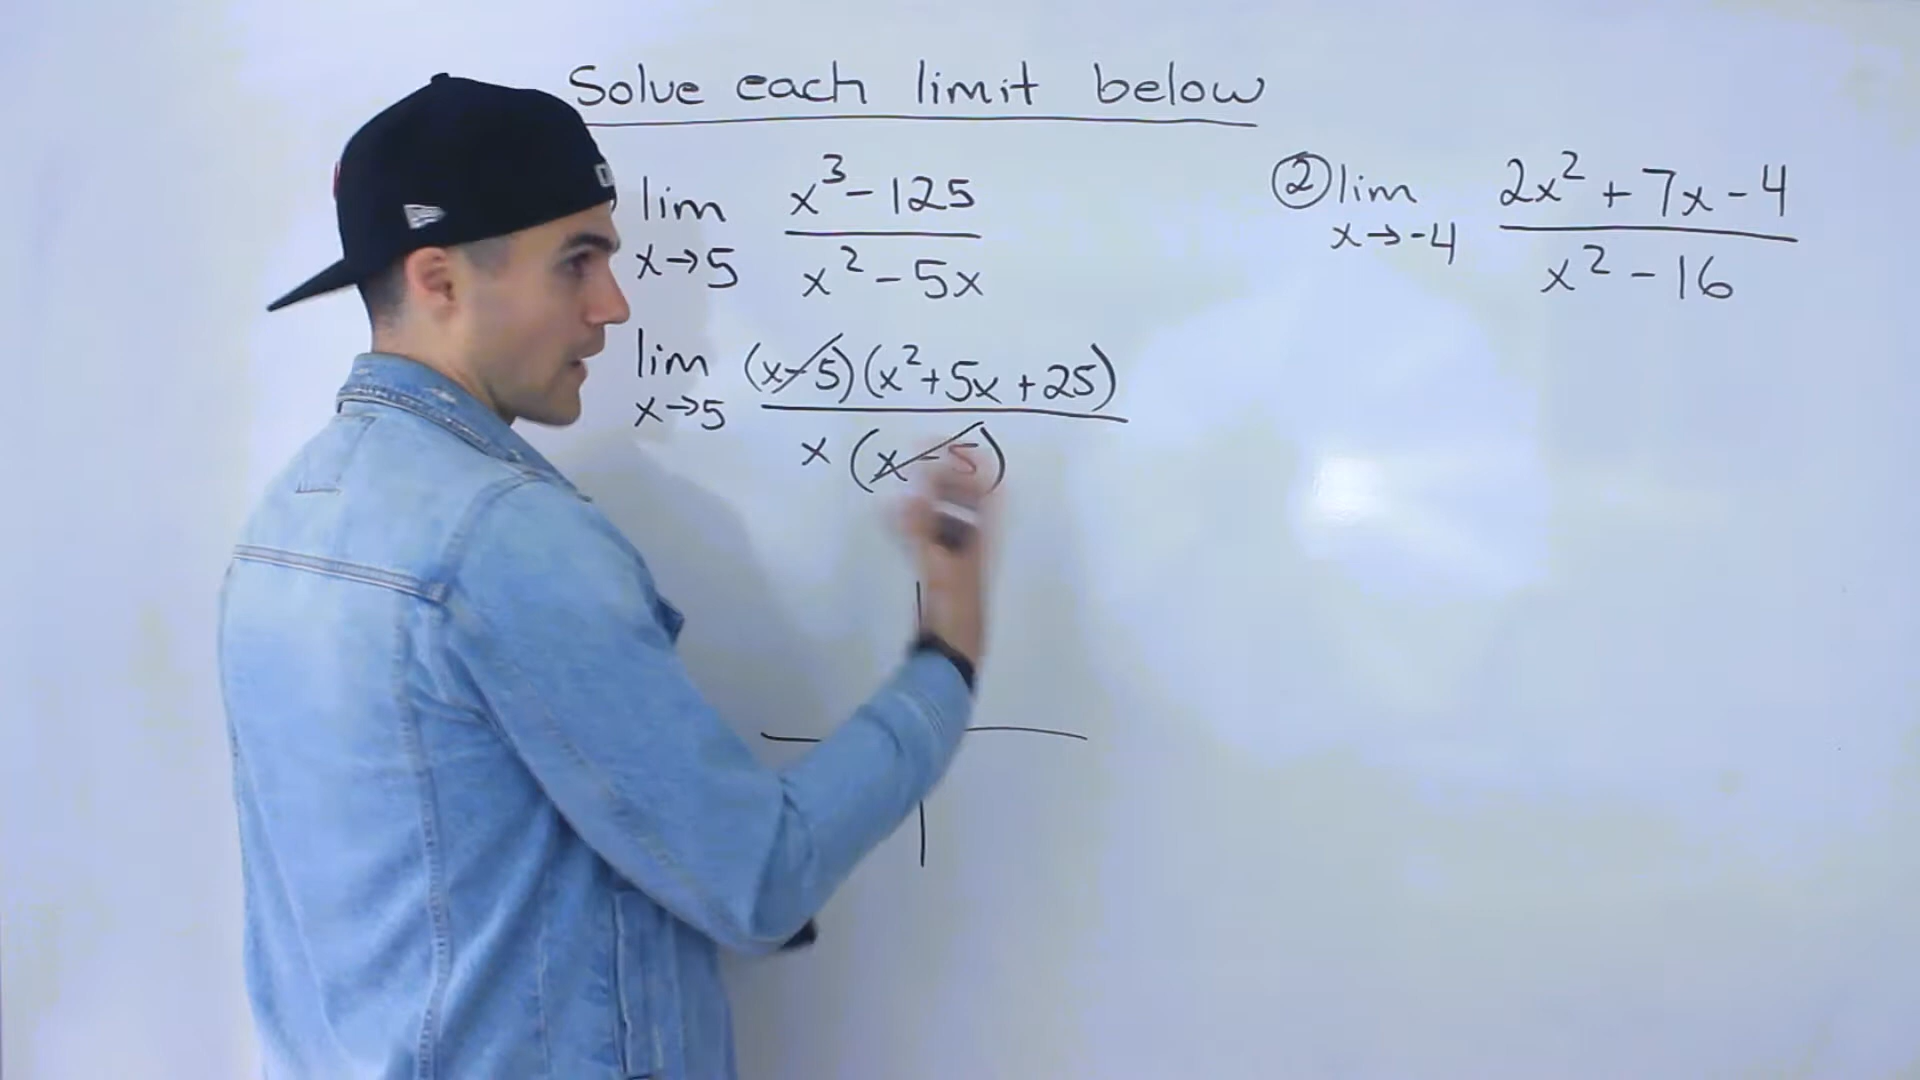 Solve each limit below
lim x→5 x³-125 / x²-5x
lim x→5 (x-5)(x²+5x+25) / x(x-5)
② lim x→-4 2x²+7x-4 / x²-16